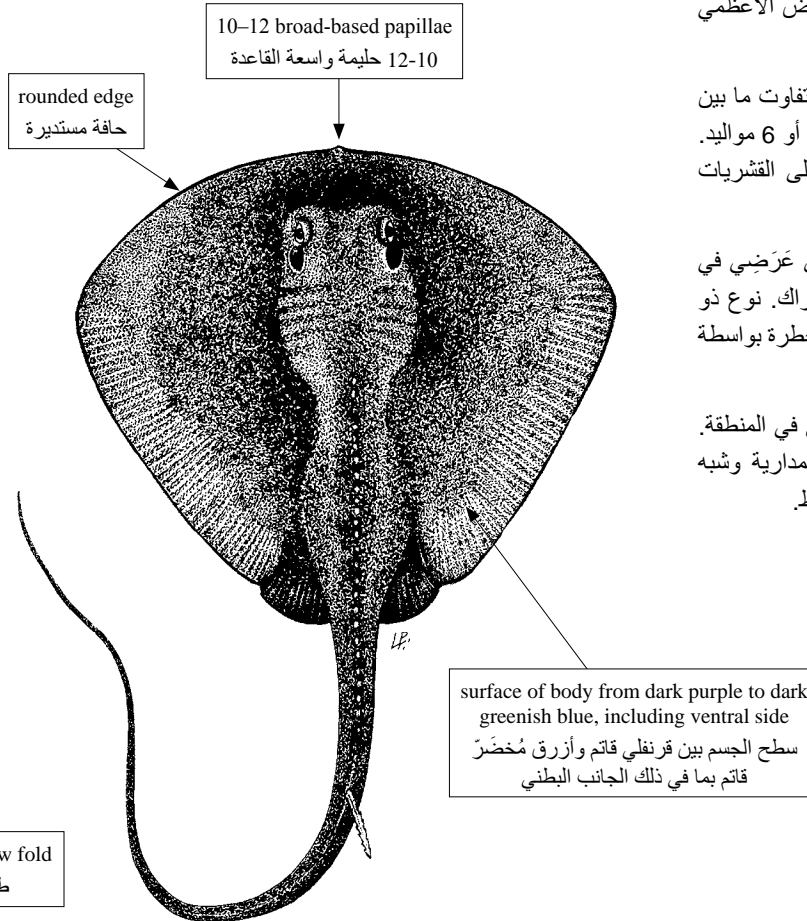 10–12 broad-based papillae
10-12 حليمة واسعة القاعدة
rounded edge
حافة مستديرة
ض الأعظمي
تفاوت ما بين
أو 6 مواليد.
لى القشريات
عَرَضِي في
راك. نوع ذو
خطرة بواسطة
في المنطقة.
مدارية وشبه
ط.
surface of body from dark purple to dark
greenish blue, including ventral side
سطح الجسم بين قرنفلي قاتم وأزرق مُخضَرّ
قاتم بما في ذلك الجانب البطني
w fold